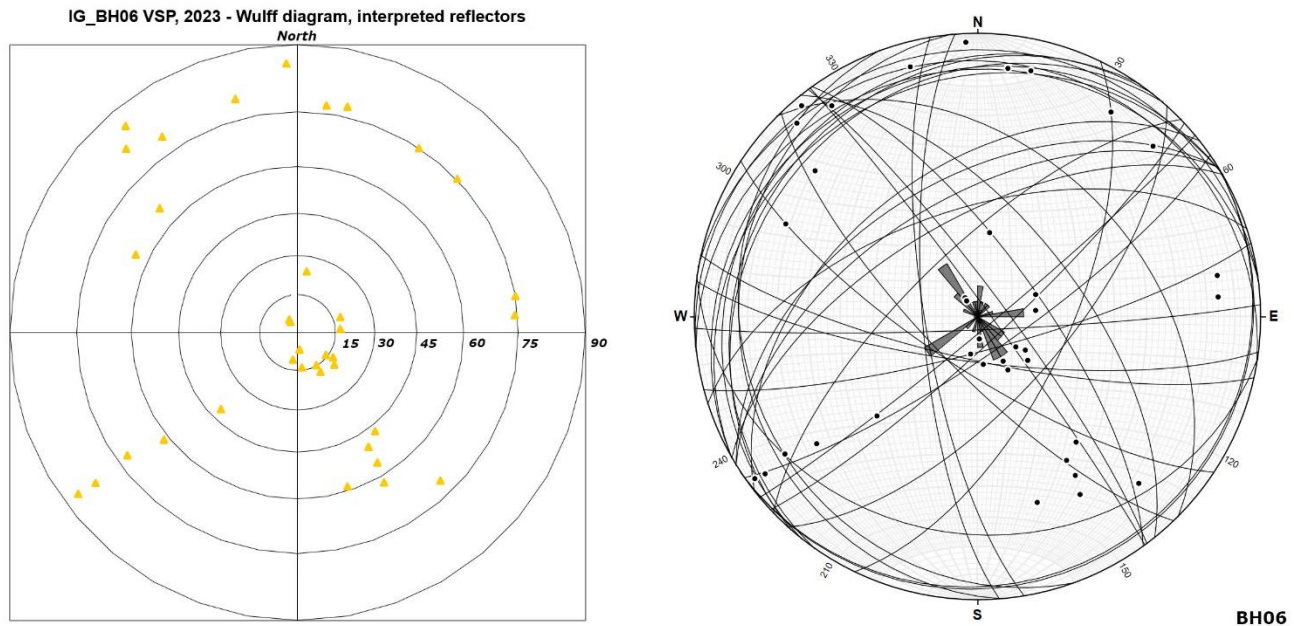 IG_BH06 VSP, 2023 - Wulff diagram, interpreted reflectors
North
15 30 45 60 75 90
N
330
30
300
60
W
E
240
120
210
150
S
BH06